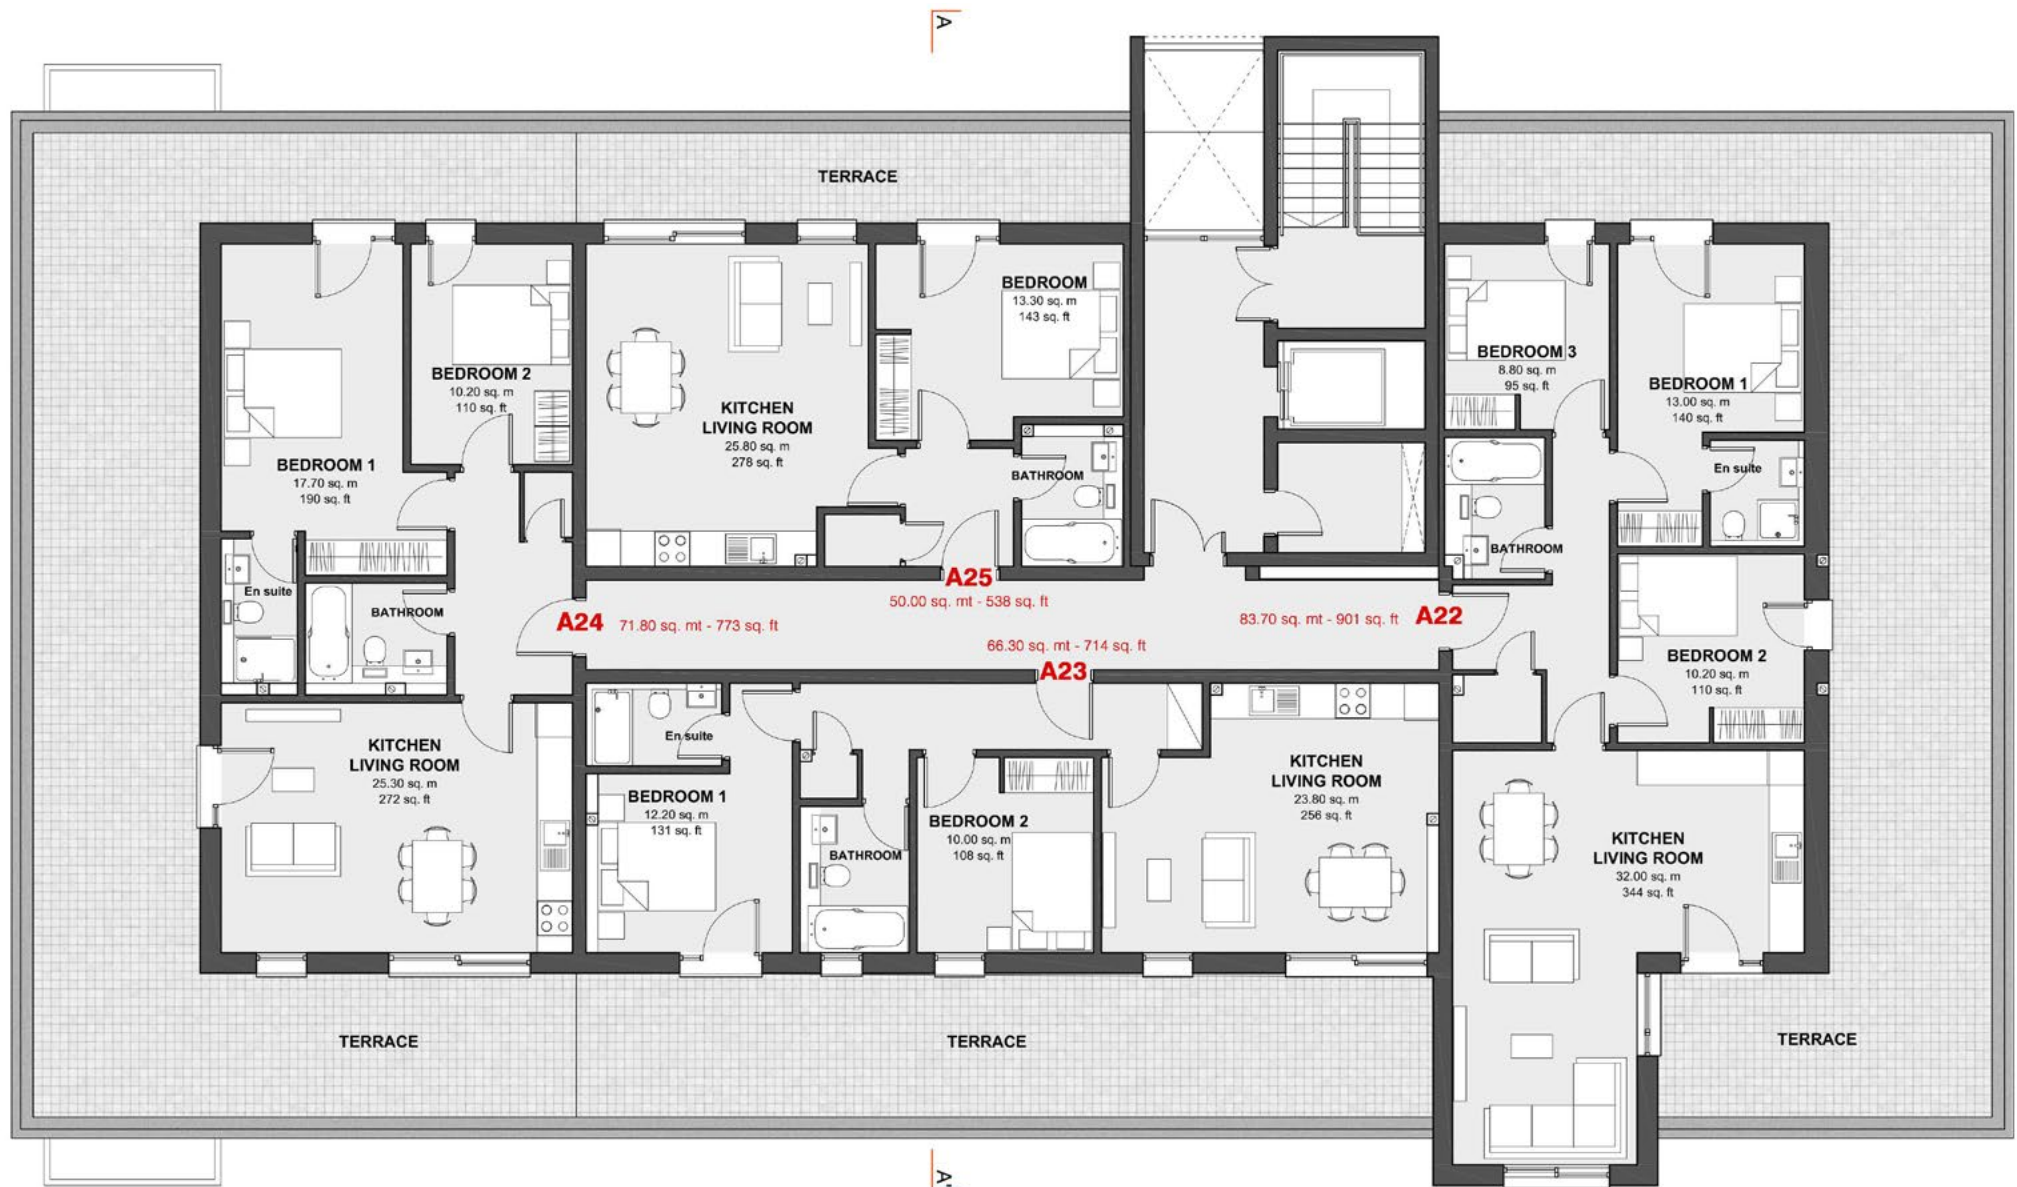 A
TERRACE
BEDROOM 1
17.70 sq. m
190 sq. ft
BEDROOM 2
10.20 sq. m
110 sq. ft
KITCHEN
LIVING ROOM
25.80 sq. m
278 sq. ft
BEDROOM
13.30 sq. m
143 sq. ft
BATHROOM
BEDROOM 3
8.80 sq. m
95 sq. ft
BEDROOM 1
13.00 sq. m
140 sq. ft
En suite
BATHROOM
En suite
BATHROOM
A25
50.00 sq. mt - 538 sq. ft
A24 71.80 sq. mt - 773 sq. ft
83.70 sq. mt - 901 sq. ft A22
66.30 sq. mt - 714 sq. ft
A23
BEDROOM 2
10.20 sq. m
110 sq. ft
KITCHEN
LIVING ROOM
25.30 sq. m
272 sq. ft
En suite
BEDROOM 1
12.20 sq. m
131 sq. ft
BATHROOM
BEDROOM 2
10.00 sq. m
108 sq. ft
KITCHEN
LIVING ROOM
23.80 sq. m
256 sq. ft
KITCHEN
LIVING ROOM
32.00 sq. m
344 sq. ft
TERRACE
TERRACE
TERRACE
A'